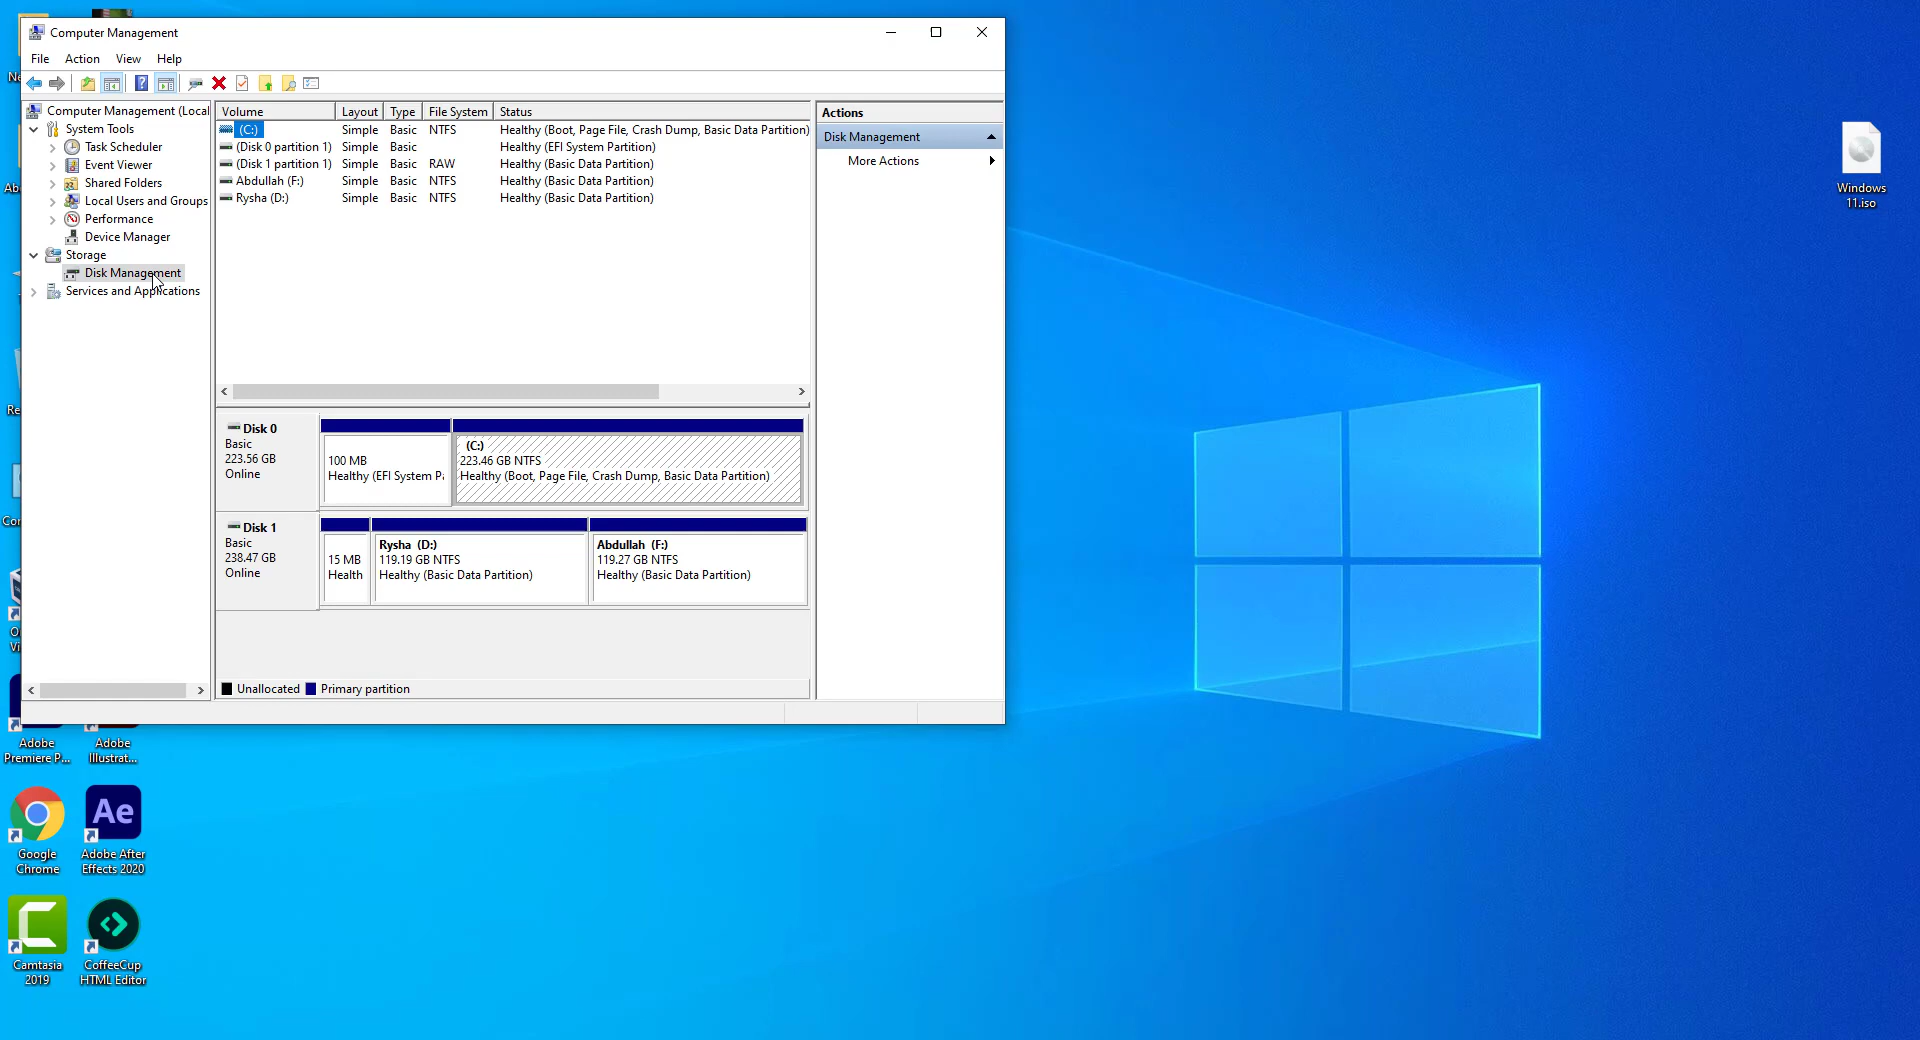 Computer Management
File Action View Help
Computer Management (Local
System Tools
Task Scheduler
Event Viewer
Shared Folders
Local Users and Groups
Performance
Device Manager
Storage
Disk Management
Services and Applications
Volume Layout Type File System Status
(C:) Simple Basic NTFS Healthy (Boot, Page File, Crash Dump, Basic Data Partition)
(Disk 0 partition 1) Simple Basic Healthy (EFI System Partition)
(Disk 1 partition 1) Simple Basic RAW Healthy (Basic Data Partition)
Abdullah (F:) Simple Basic NTFS Healthy (Basic Data Partition)
Rysha (D:) Simple Basic NTFS Healthy (Basic Data Partition)
Disk 0
Basic
223.56 GB
Online
100 MB
Healthy (EFI System Pa
(C:)
223.46 GB NTFS
Healthy (Boot, Page File, Crash Dump, Basic Data Partition)
Disk 1
Basic
238.47 GB
Online
15 MB
Health
Rysha (D:)
119.19 GB NTFS
Healthy (Basic Data Partition)
Abdullah (F:)
119.27 GB NTFS
Healthy (Basic Data Partition)
Unallocated Primary partition
Actions
Disk Management
More Actions
Windows
11.iso
Adobe
Premiere P...
Adobe
Illustrat...
Google
Chrome
Ae
Adobe After
Effects 2020
Camtasia
2019
CoffeeCup
HTML Editor